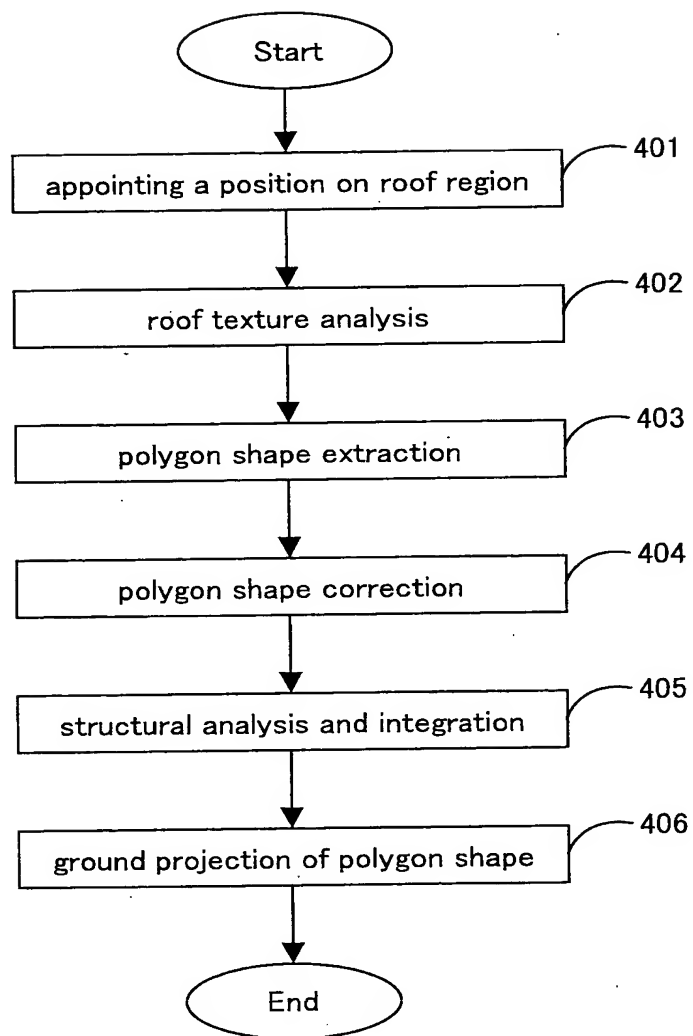 Start
401
appointing a position on roof region
402
roof texture analysis
403
polygon shape extraction
404
polygon shape correction
405
structural analysis and integration
406
ground projection of polygon shape
End